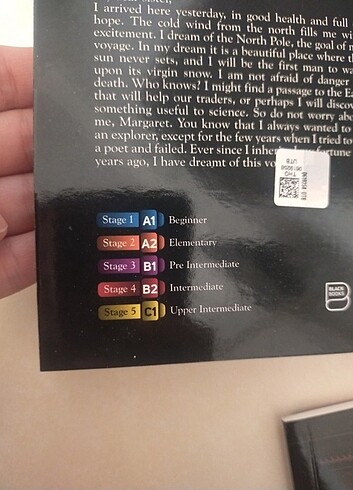 I arrived here yesterday, in good health and full
hope. The cold wind from the north fills me wi
excitement. I dream of the North Pole, the goal of m
voyage. In my dream it is a beautiful place where th
sun never sets, and I will be the first man to wa
upon its virgin snow. I am not afraid of danger
death. Who knows? I might find a passage to the Ea
that will help our traders, or perhaps I will discov
something useful to science. So do not worry abo
me, Margaret. You know that I always wanted to
an explorer, except for the few years when I tried to
a poet and failed. Ever since I inher fortune
years ago, I have dreamt of this vo
Stage 1 A1 Beginner
Stage 2 A2 Elementary
Stage 3 B1 Pre Intermediate
Stage 4 B2 Intermediate
Stage 5 C1 Upper Intermediate
BLACK
BOOKS